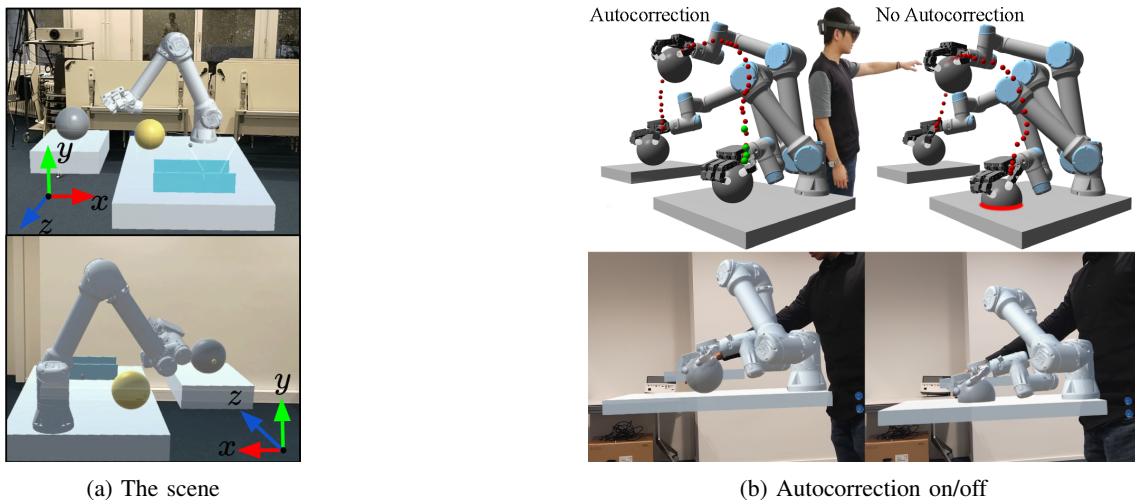 Autocorrection
No Autocorrection
y
x
z
y
z
x
(a) The scene
(b) Autocorrection on/off